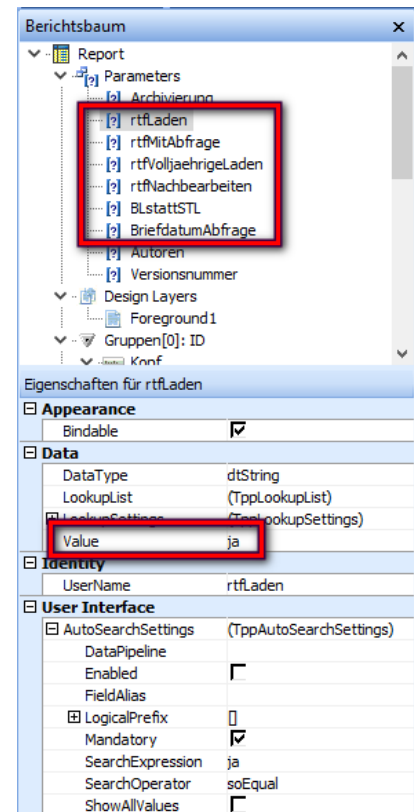 Berichtsbaum
Report
Parameters
Archivierung
rtfLaden
rtfMitAbfrage
rtfVolljaehrigeLaden
rtfNachbearbeiten
BLstattSTL
BriefdatumAbfrage
Autoren
Versionsnummer
Design Layers
Foreground1
Gruppen[0]: ID
Kopf
Eigenschaften für rtfLaden
Appearance
Bindable
Data
DataType dtString
LookupList (TppLookupList)
LookupSettings (TppLookupSettings)
Value ja
Identity
UserName rtfLaden
User Interface
AutoSearchSettings (TppAutoSearchSettings)
DataPipeline
Enabled
FieldAlias
LogicalPrefix []
Mandatory
SearchExpression ja
SearchOperator soEqual
ShowAllValues